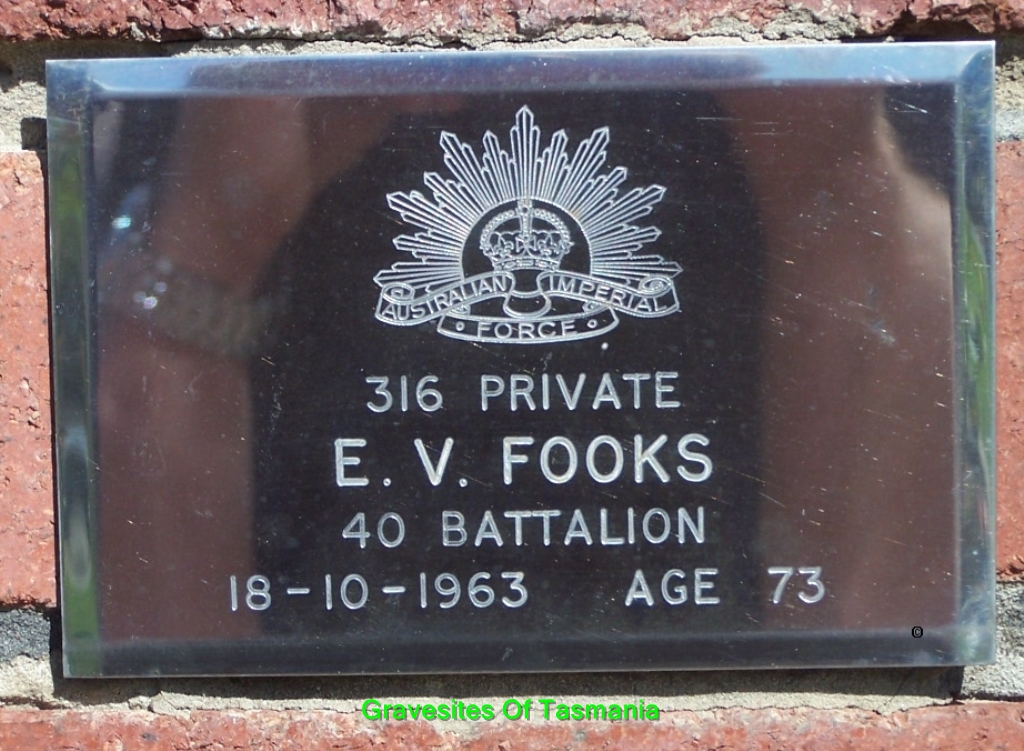 AUSTRALIAN IMPERIAL
FORCE
316 PRIVATE
E. V. FOOKS
40 BATTALION
18-10-1963 AGE 73
©
Gravesites Of Tasmania